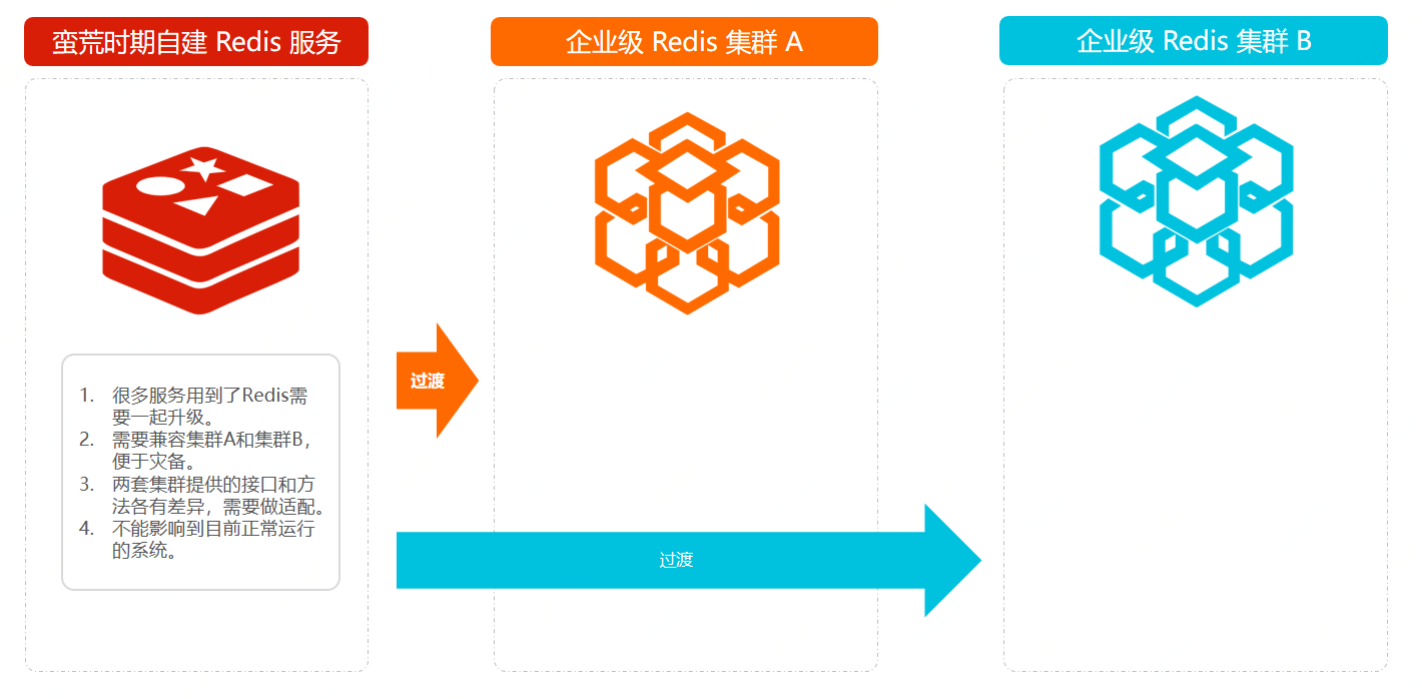 蛮荒时期自建 Redis 服务
企业级 Redis 集群 A
企业级 Redis 集群 B
过渡
1. 很多服务用到了Redis需
要一起升级。
2. 需要兼容集群A和集群B，
便于灾备。
3. 两套集群提供的接口和方
法各有差异，需要做适配。
4. 不能影响到目前正常运行
的系统。
过渡